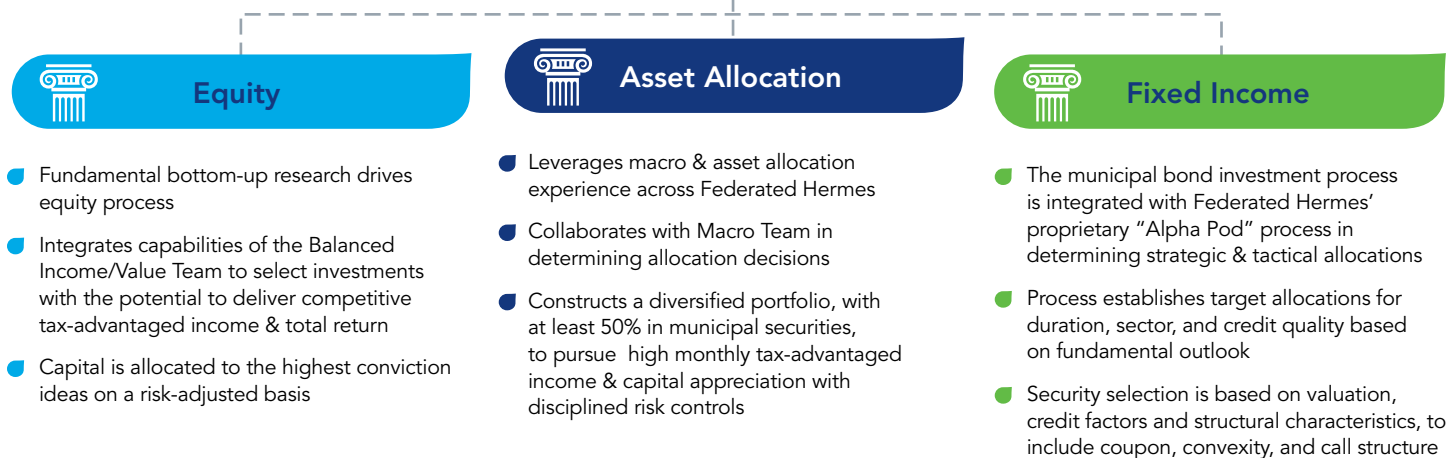 Equity
Fundamental bottom-up research drives
equity process
Integrates capabilities of the Balanced
Income/Value Team to select investments
with the potential to deliver competitive
tax-advantaged income & total return
Capital is allocated to the highest conviction
ideas on a risk-adjusted basis
Asset Allocation
Leverages macro & asset allocation
experience across Federated Hermes
Collaborates with Macro Team in
determining allocation decisions
Constructs a diversified portfolio, with
at least 50% in municipal securities,
to pursue high monthly tax-advantaged
income & capital appreciation with
disciplined risk controls
Fixed Income
The municipal bond investment process
is integrated with Federated Hermes’
proprietary “Alpha Pod” process in
determining strategic & tactical allocations
Process establishes target allocations for
duration, sector, and credit quality based
on fundamental outlook
Security selection is based on valuation,
credit factors and structural characteristics, to
include coupon, convexity, and call structure